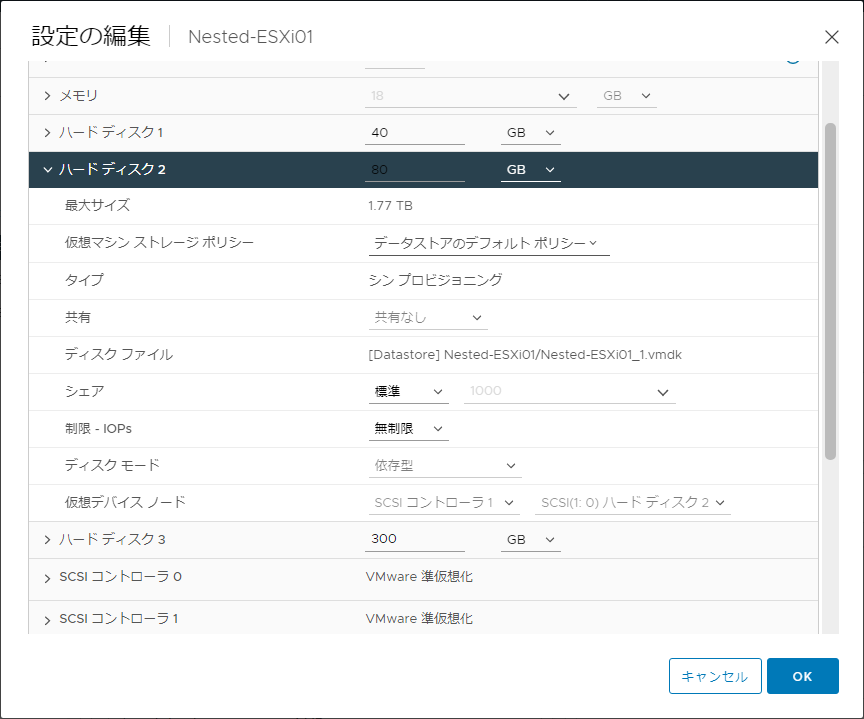 設定の編集 Nested-ESXi01
メモリ 18 GB
ハード ディスク 1 40 GB
ハード ディスク 2 80 GB
最大サイズ 1.77 TB
仮想マシン ストレージ ポリシー データストアのデフォルト ポリシー
タイプ シン プロビジョニング
共有 共有なし
ディスク ファイル [Datastore] Nested-ESXi01/Nested-ESXi01_1.vmdk
シェア 標準 1000
制限 - IOPs 無制限
ディスク モード 依存型
仮想デバイス ノード SCSI コントローラ 1 SCSI(1: 0) ハード ディスク 2
ハード ディスク 3 300 GB
SCSI コントローラ 0 VMware 準仮想化
SCSI コントローラ 1 VMware 準仮想化
キャンセル OK